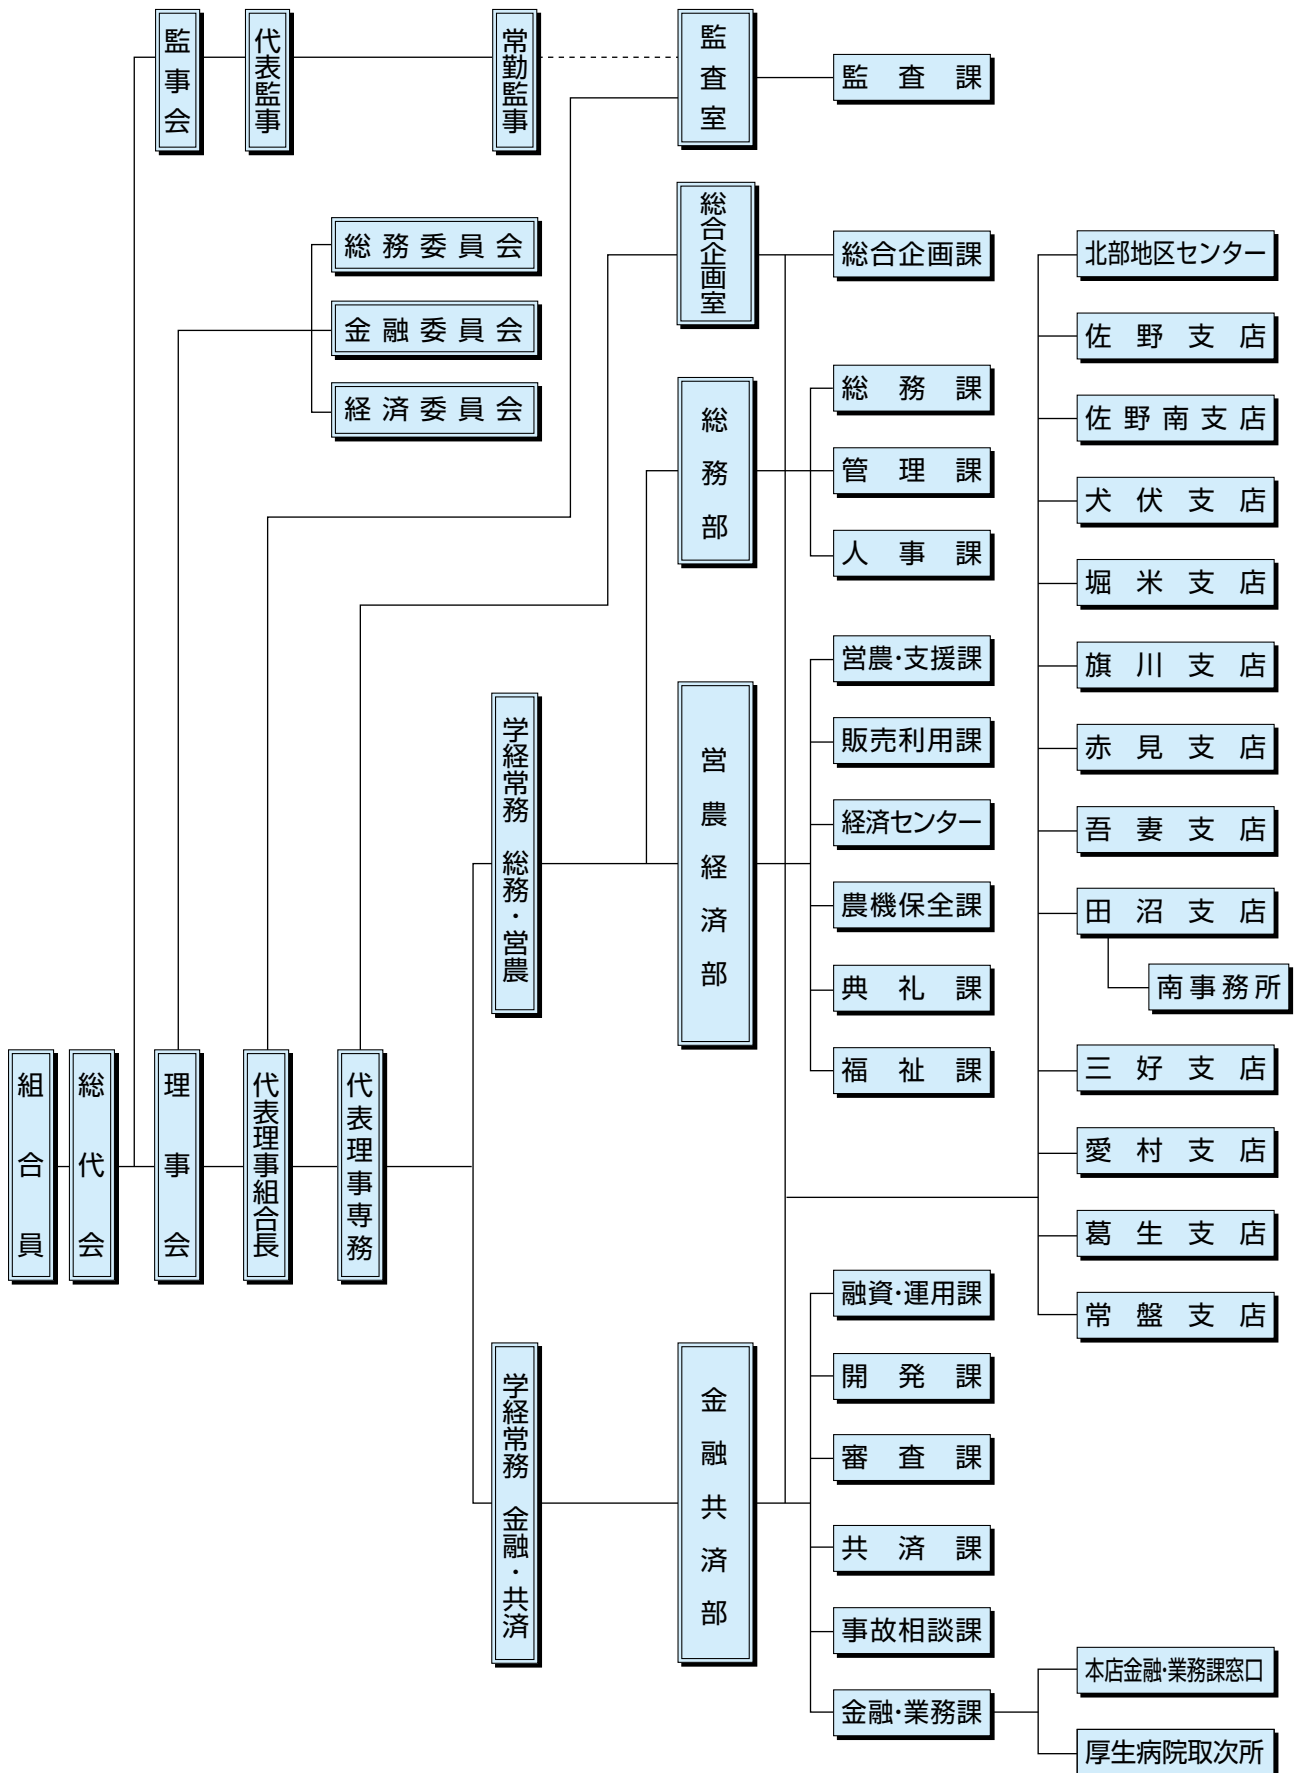 組合員
総代会
監事会
代表監事
常勤監事
理事会
総務委員会
金融委員会
経済委員会
代表理事組合長
代表理事専務
学経常務 総務・営農
学経常務 金融・共済
監査室
監査課
総合企画室
総合企画課
総務部
総務課
管理課
人事課
営農経済部
営農・支援課
販売利用課
経済センター
農機保全課
典礼課
福祉課
金融共済部
融資・運用課
開発課
審査課
共済課
事故相談課
金融・業務課
北部地区センター
佐野支店
佐野南支店
犬伏支店
堀米支店
旗川支店
赤見支店
吾妻支店
田沼支店
南事務所
三好支店
愛村支店
葛生支店
常盤支店
本店金融・業務課窓口
厚生病院取次所